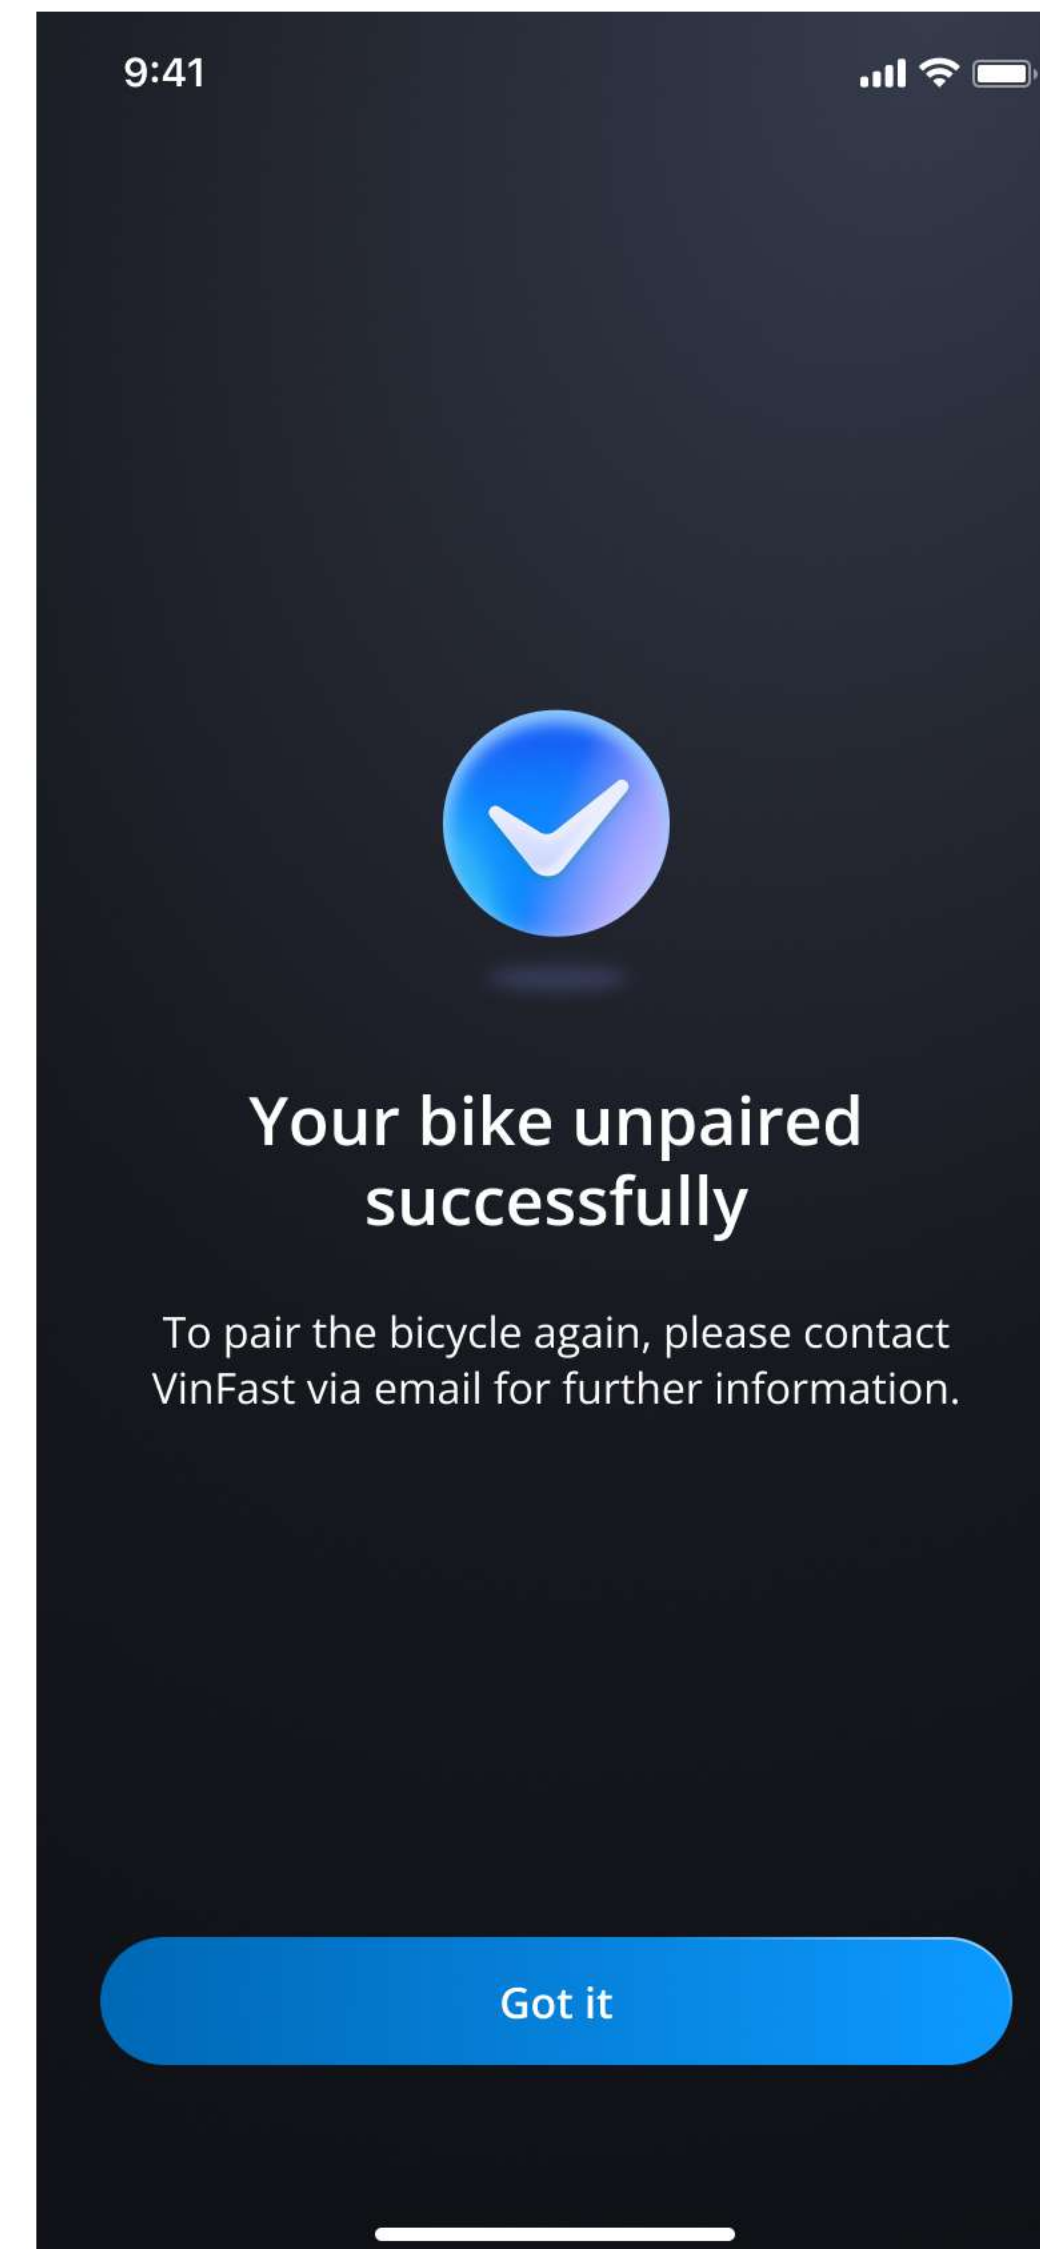 9:41
Your bike unpaired
successfully
To pair the bicycle again, please contact
VinFast via email for further information.
Got it